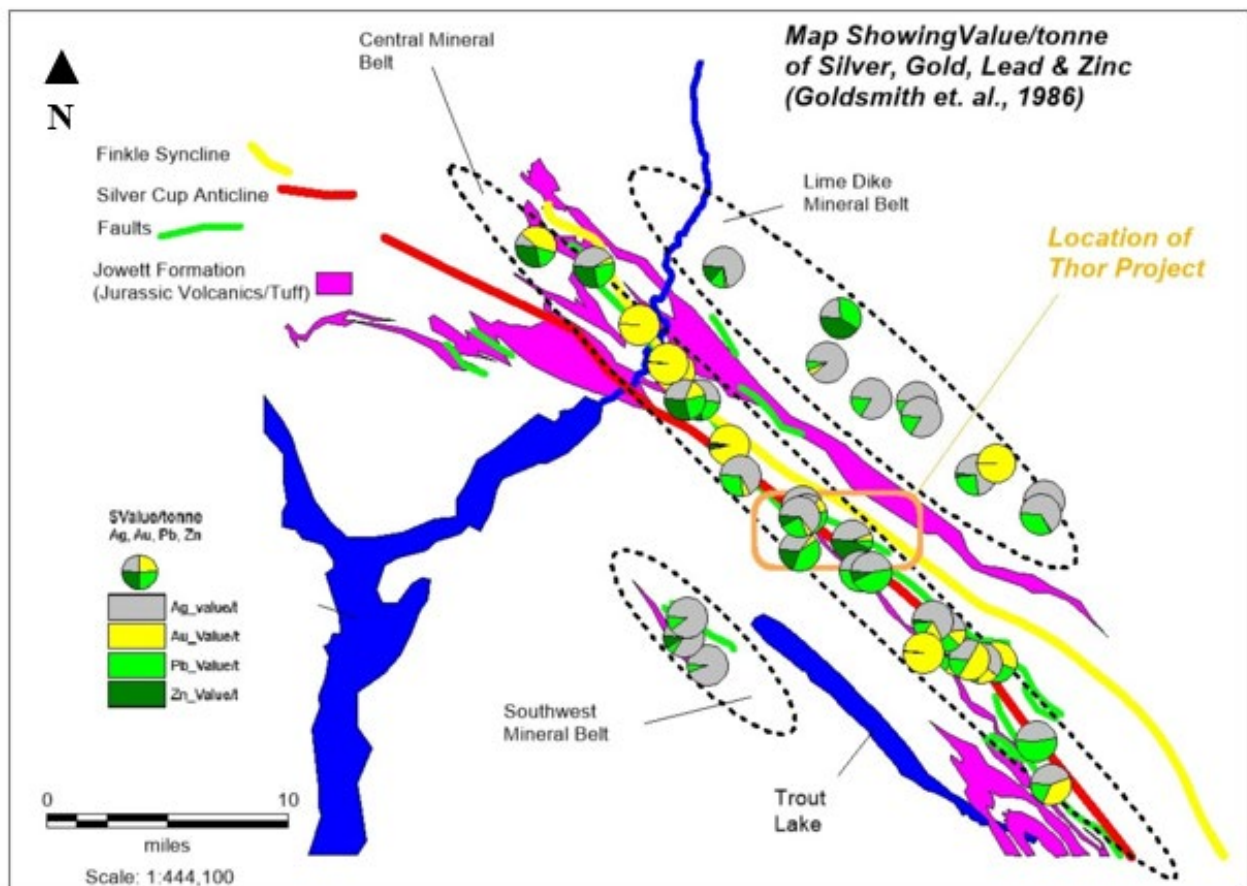 Map ShowingValue/tonne
of Silver, Gold, Lead & Zinc
(Goldsmith et. al., 1986)
Central Mineral
Belt
N
Finkle Syncline
Silver Cup Anticline
Faults
Jowett Formation
(Jurassic Volcanics/Tuff)
Lime Dike
Mineral Belt
Location of
Thor Project
$Value/tonne
Ag, Au, Pb, Zn
Ag_value/t
Au_Value/t
Pb_Value/t
Zn_Value/t
Southwest
Mineral Belt
Trout
Lake
0 10
miles
Scale: 1:444,100